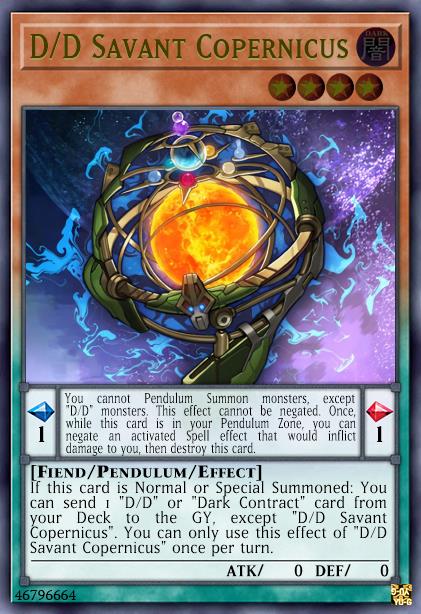 D/D Savant Copernicus
DARK
闇
You cannot Pendulum Summon monsters, except
"D/D" monsters. This effect cannot be negated. Once,
while this card is in your Pendulum Zone, you can
negate an activated Spell effect that would inflict
damage to you, then destroy this card.
1
1
[Fiend/Pendulum/Effect]
If this card is Normal or Special Summoned: You
can send 1 "D/D" or "Dark Contract" card from
your Deck to the GY, except "D/D Savant
Copernicus". You can only use this effect of "D/D
Savant Copernicus" once per turn.
ATK/ 0 DEF/ 0
46796664